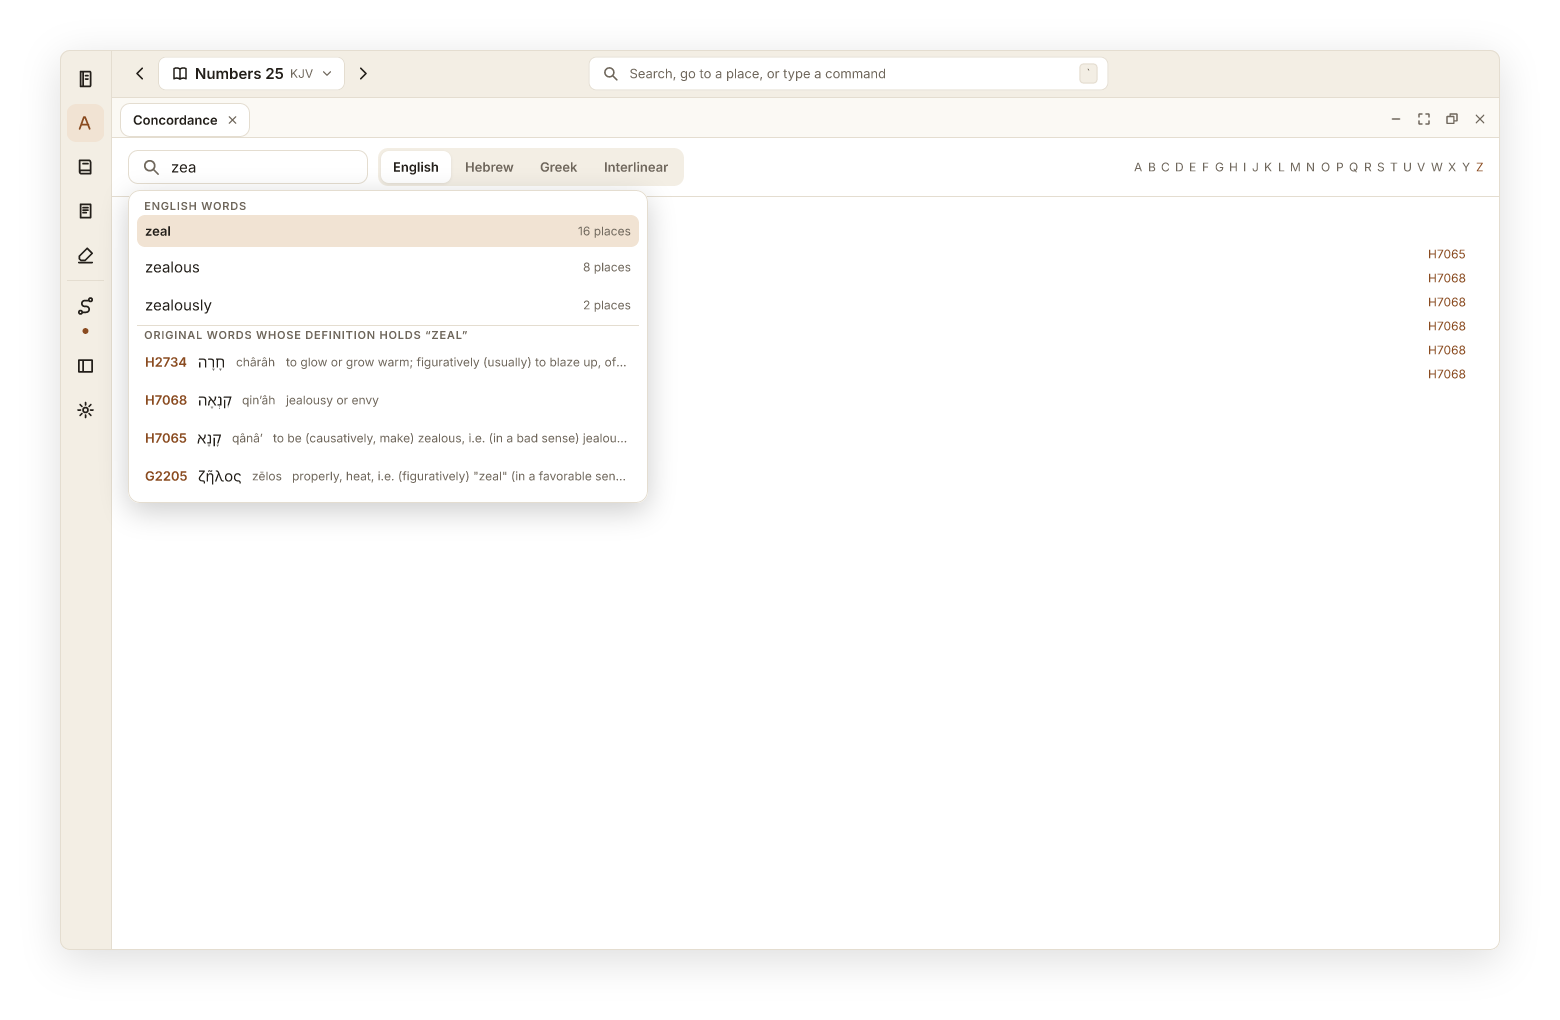 Numbers 25 KJV
Search, go to a place, or type a command
Concordance
zea
English Hebrew Greek Interlinear
A B C D E F G H I J K L M N O P Q R S T U V W X Y Z
ENGLISH WORDS
zeal 16 places
zealous 8 places
zealously 2 places
ORIGINAL WORDS WHOSE DEFINITION HOLDS “ZEAL”
H2734 חָרָה chârâh to glow or grow warm; figuratively (usually) to blaze up, of…
H7068 קִנְאָה qin’âh jealousy or envy
H7065 קָנָא qânâ’ to be (causatively, make) zealous, i.e. (in a bad sense) jealou…
G2205 ζῆλος zēlos properly, heat, i.e. (figuratively) "zeal" (in a favorable sen…
H7065
H7068
H7068
H7068
H7068
H7068